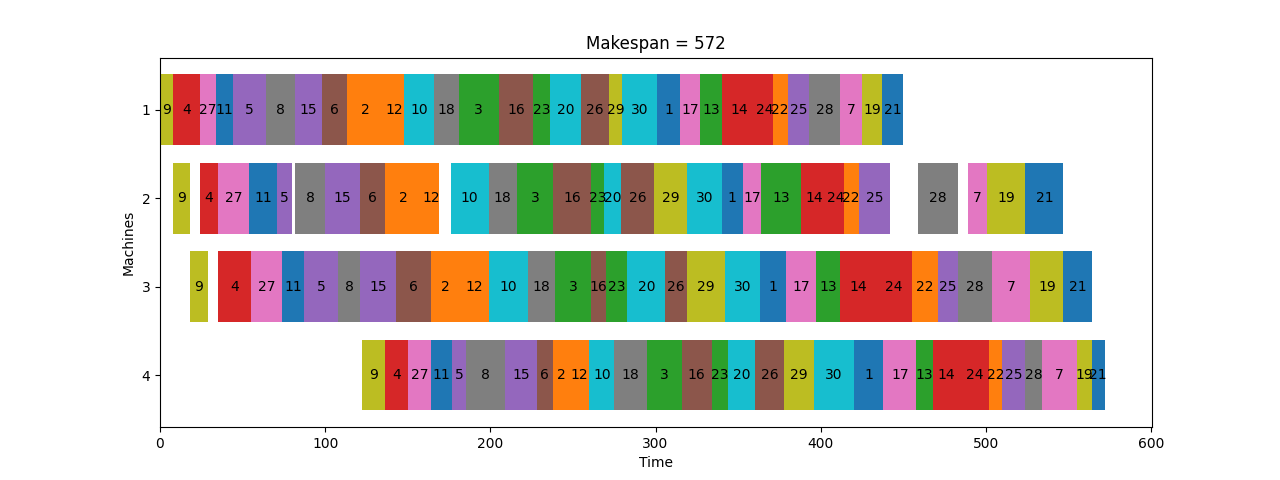 Makespan = 572
1 9 4 27 11 5 8 15 6 2 12 10 18 3 16 23 20 26 29 30 1 17 13 14 24 22 25 28 7 19 21
2 9 4 27 11 5 8 15 6 2 12 10 18 3 16 23 20 26 29 30 1 17 13 14 24 22 25 28 7 19 21
3 9 4 27 11 5 8 15 6 2 12 10 18 3 16 23 20 26 29 30 1 17 13 14 24 22 25 28 7 19 21
4 9 4 27 11 5 8 15 6 2 12 10 18 3 16 23 20 26 29 30 1 17 13 14 24 22 25 28 7 19 21
Machines
0 100 200 300 400 500 600
Time